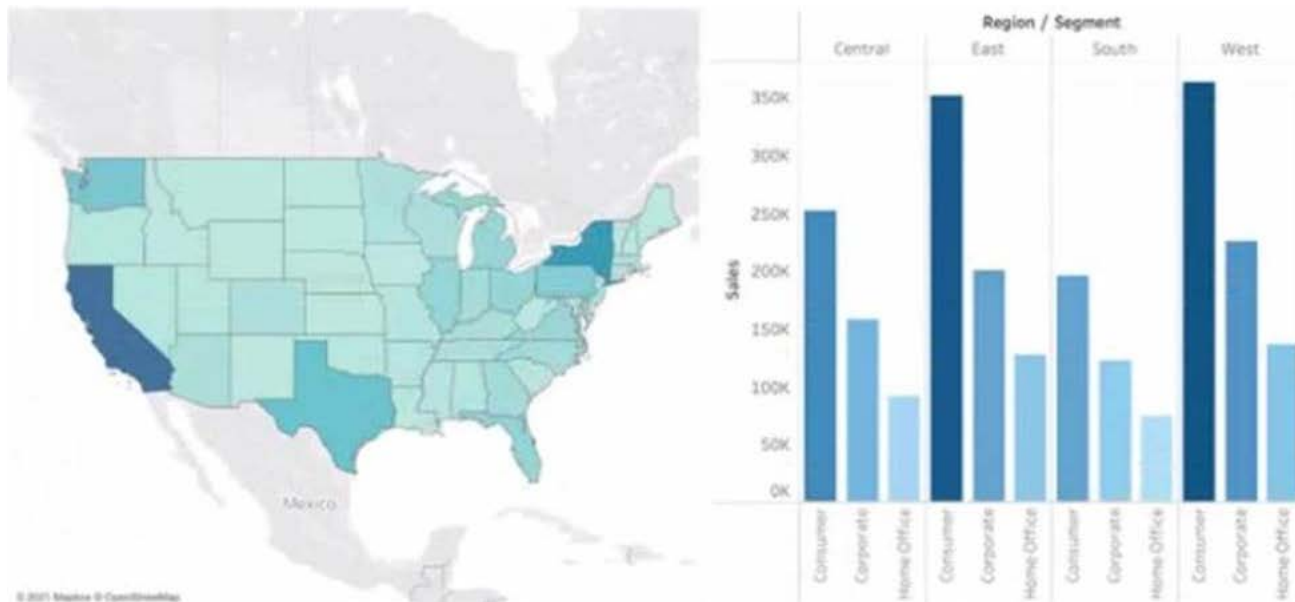 Mexico
© 2021 Mapbox © OpenStreetMap
Region / Segment
Central East South West
Sales
350K
300K
250K
200K
150K
100K
50K
0K
Consumer
Corporate
Home Office
Consumer
Corporate
Home Office
Consumer
Corporate
Home Office
Consumer
Corporate
Home Office